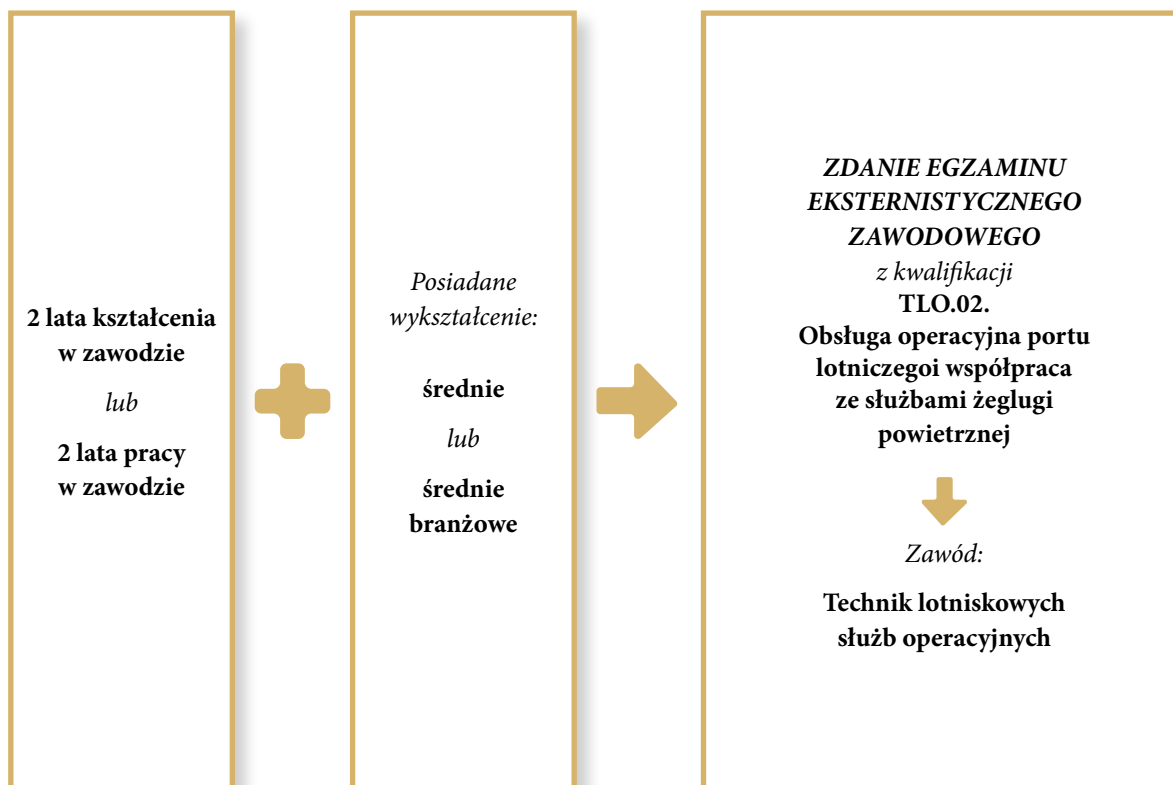 2 lata kształcenia
w zawodzie
lub
2 lata pracy
w zawodzie
Posiadane
wykształcenie:
średnie
lub
średnie
branżowe
ZDANIE EGZAMINU
EKSTERNISTYCZNEGO
ZAWODOWEGO
z kwalifikacji
TLO.02.
Obsługa operacyjna portu
lotniczegoi współpraca
ze służbami żeglugi
powietrznej
Zawód:
Technik lotniskowych
służb operacyjnych